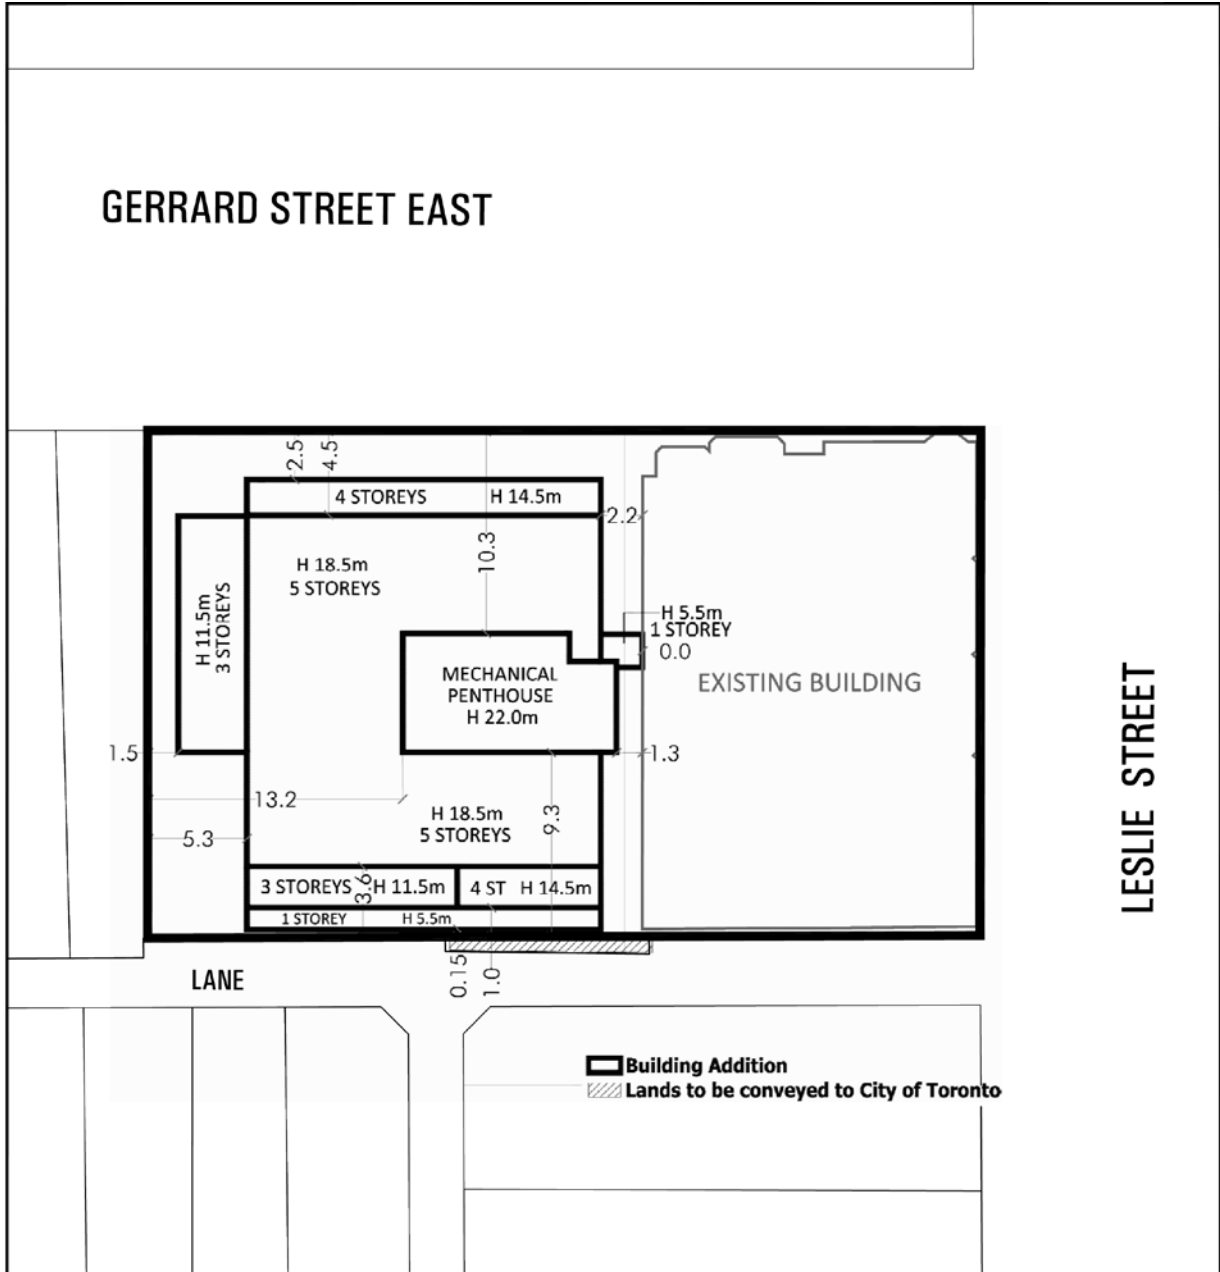 GERRARD STREET EAST
2.5
4.5
4 STOREYS H 14.5m
2.2
10.3
H 18.5m
5 STOREYS
H 11.5m
3 STOREYS
H 5.5m
1 STOREY
0.0
MECHANICAL
PENTHOUSE
H 22.0m
EXISTING BUILDING
LESLIE STREET
1.5
1.3
13.2
H 18.5m
5 STOREYS
9.3
5.3
3 STOREYS H 11.5m
3.6
4 ST H 14.5m
1 STOREY H 5.5m
LANE
0.15
1.0
Building Addition
Lands to be conveyed to City of Toronto